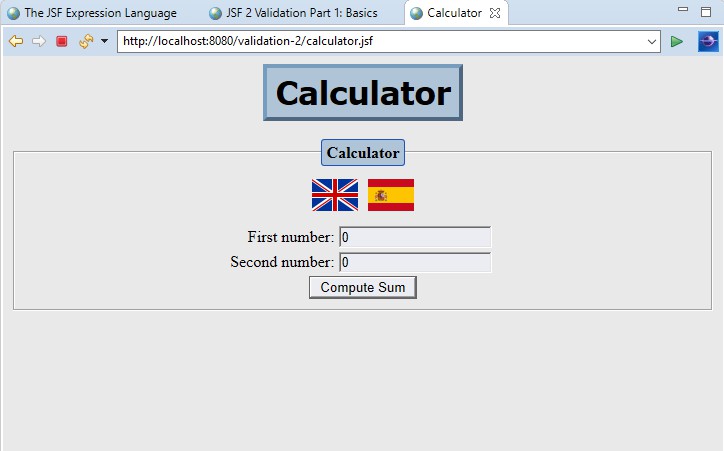 The JSF Expression Language JSF 2 Validation Part 1: Basics Calculator
http://localhost:8080/validation-2/calculator.jsf
Calculator
Calculator
First number: 0
Second number: 0
Compute Sum